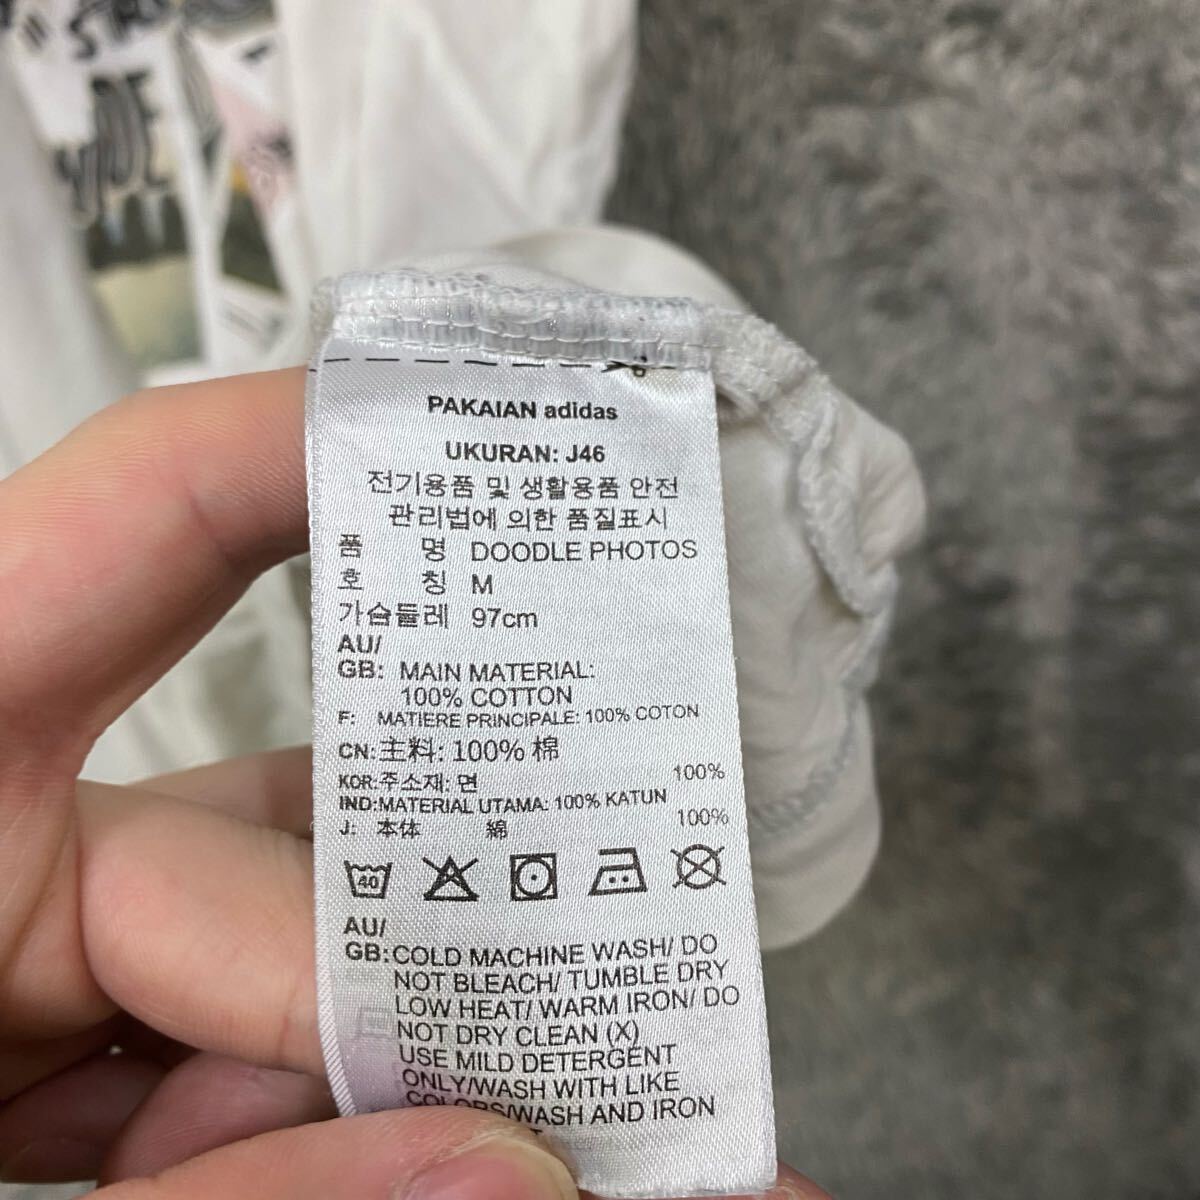 PAKAIAN adidas
UKURAN: J46
전기용품 및 생활용품 안전
관리법에 의한 품질표시
품 명 DOODLE PHOTOS
호 칭 M
가슴둘레 97cm
AU/
GB: MAIN MATERIAL:
100% COTTON
F: MATIERE PRINCIPALE: 100% COTON
CN:主料: 100% 棉
KOR:주소재: 면 100%
IND:MATERIAL UTAMA: 100% KATUN
J: 本体 綿 100%
40
AU/
GB:COLD MACHINE WASH/ DO
NOT BLEACH/ TUMBLE DRY
LOW HEAT/ WARM IRON/ DO
NOT DRY CLEAN (X)
USE MILD DETERGENT
ONLY/WASH WITH LIKE
COLORS/WASH AND IRON